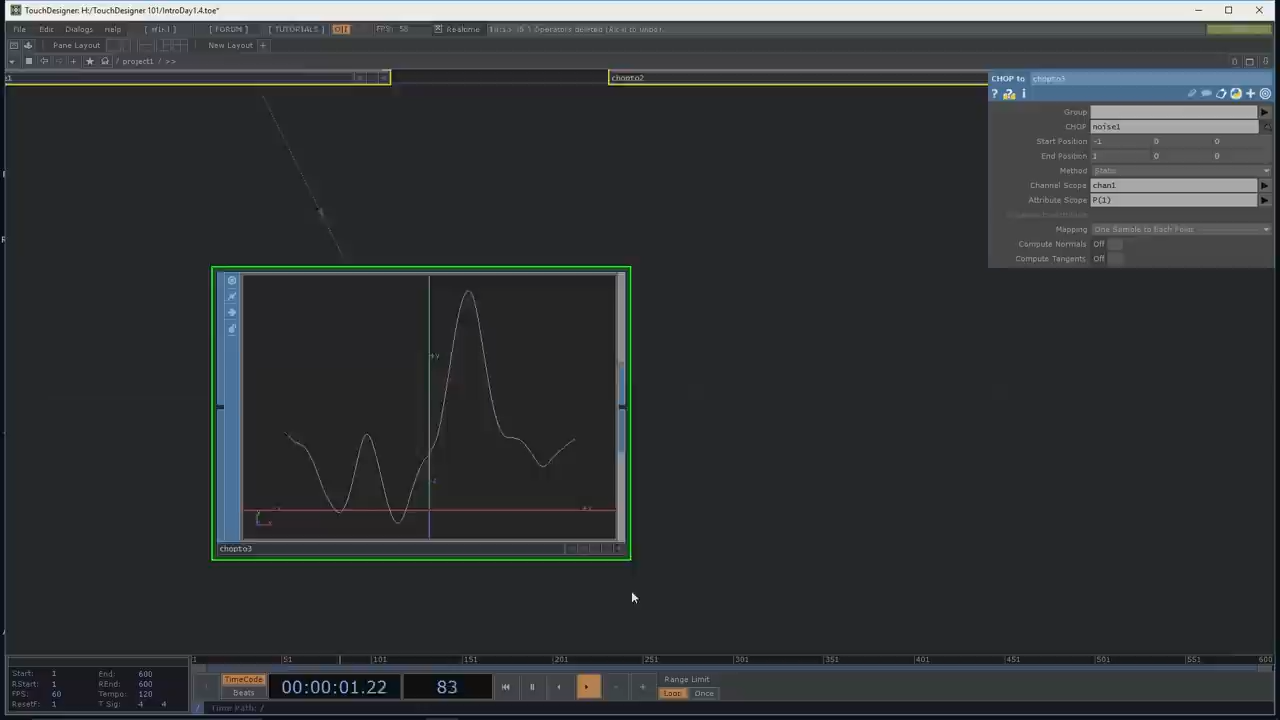 TouchDesigner: H:/TouchDesigner 101/IntroDay1.4.toe*
File Edit Dialogs Help [ Wiki ] [ FORUM ] [ TUTORIALS ] OIf FPS: 58 Realtime
Pane Layout New Layout +
/ project1 / >>
chopto2
CHOP to chopto3
Group
CHOP noise1
Start Position -1 0 0
End Position 1 0 0
Method Static
Channel Scope chan1
Attribute Scope P(1)
Mapping One Sample to Each Point
Compute Normals Off
Compute Tangents Off
+y
chopto3
1 51 101 151 201 251 301 351 401 451 501 551 600
Start: 1 End: 600
RStart: 1 REnd: 600
FPS: 60 Tempo: 120
ResetF: 1 T Sig: 4 4
TimeCode
Beats
00:00:01.22
83
Range Limit
Loop Once
/ Time Path: /